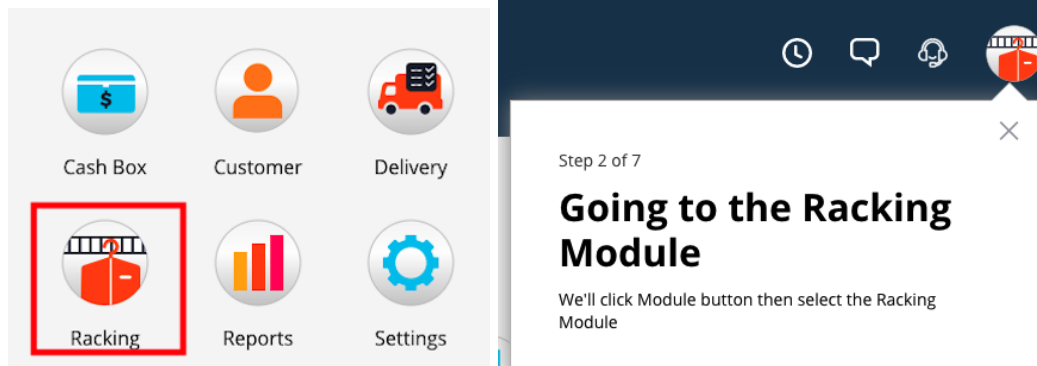 $
Cash Box
Customer
Delivery
Racking
Reports
Settings
Step 2 of 7
Going to the Racking
Module
We'll click Module button then select the Racking
Module